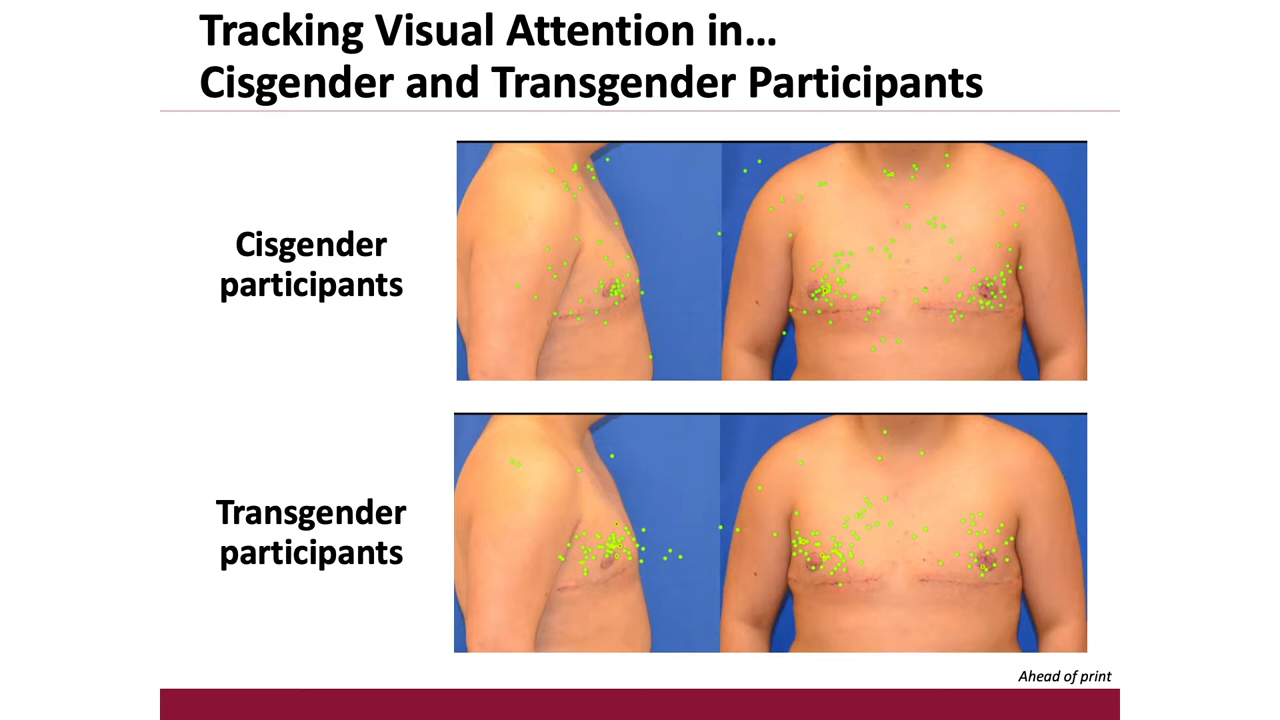 Tracking Visual Attention in…
Cisgender and Transgender Participants
Cisgender
participants
Transgender
participants
Ahead of print